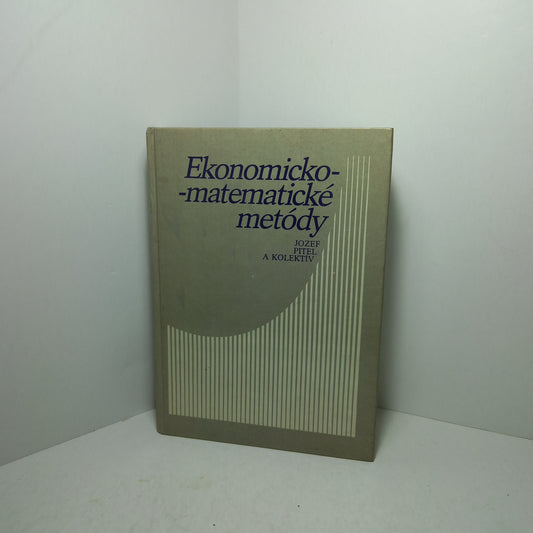 Ekonomicko-
-matematické
metódy
JOZEF
PITEL
A KOLEKTÍV